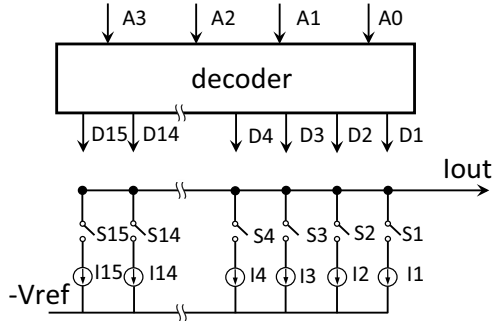 A3 A2 A1 A0
decoder
D15 D14 D4 D3 D2 D1
Iout
S15 S14 S4 S3 S2 S1
I15 I14 I4 I3 I2 I1
-Vref